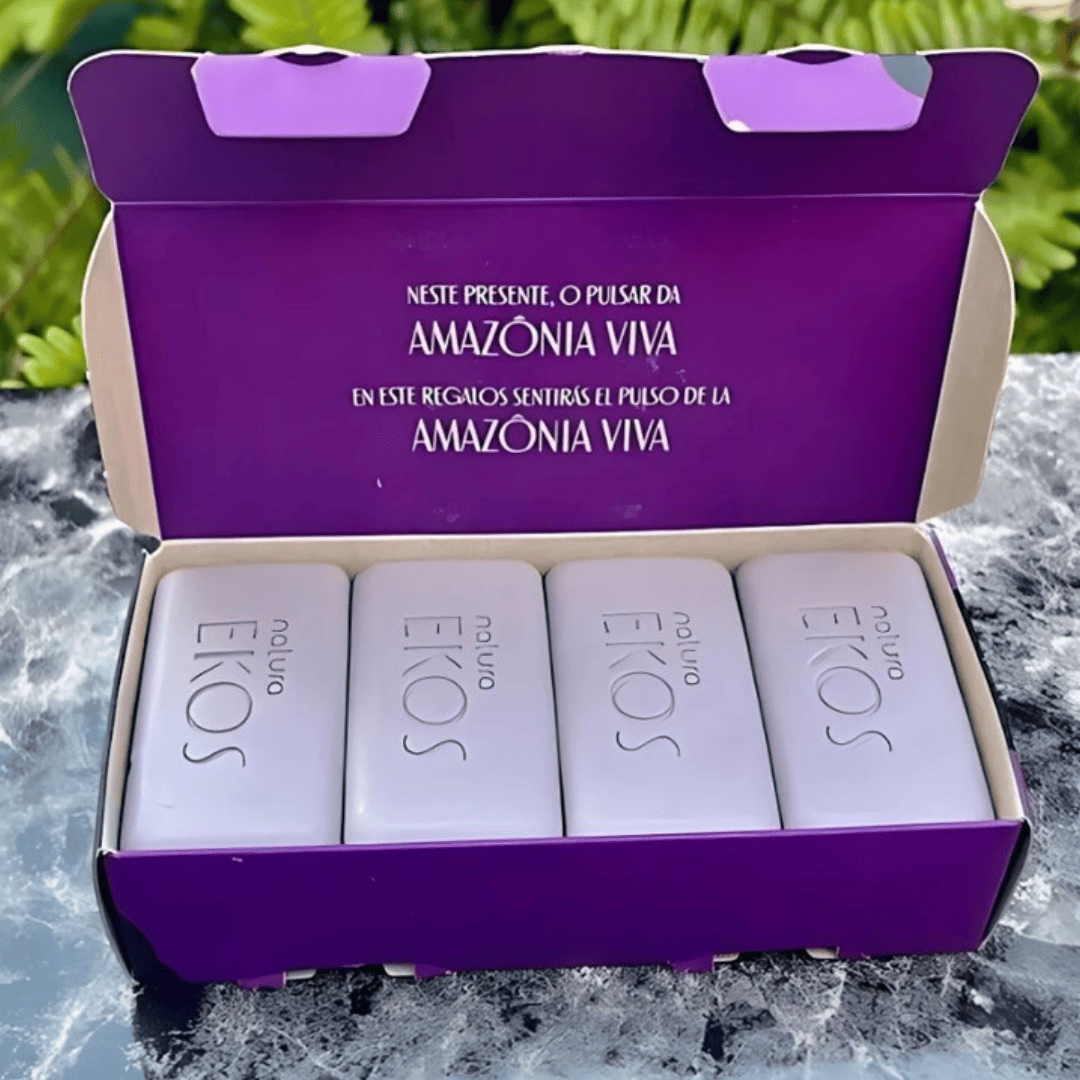 NESTE PRESENTE, O PULSAR DA
AMAZÔNIA VIVA
EN ESTE REGALOS SENTIRÁS EL PULSO DE LA
AMAZÔNIA VIVA
natura
EKOS
natura
EKOS
natura
EKOS
natura
EKOS